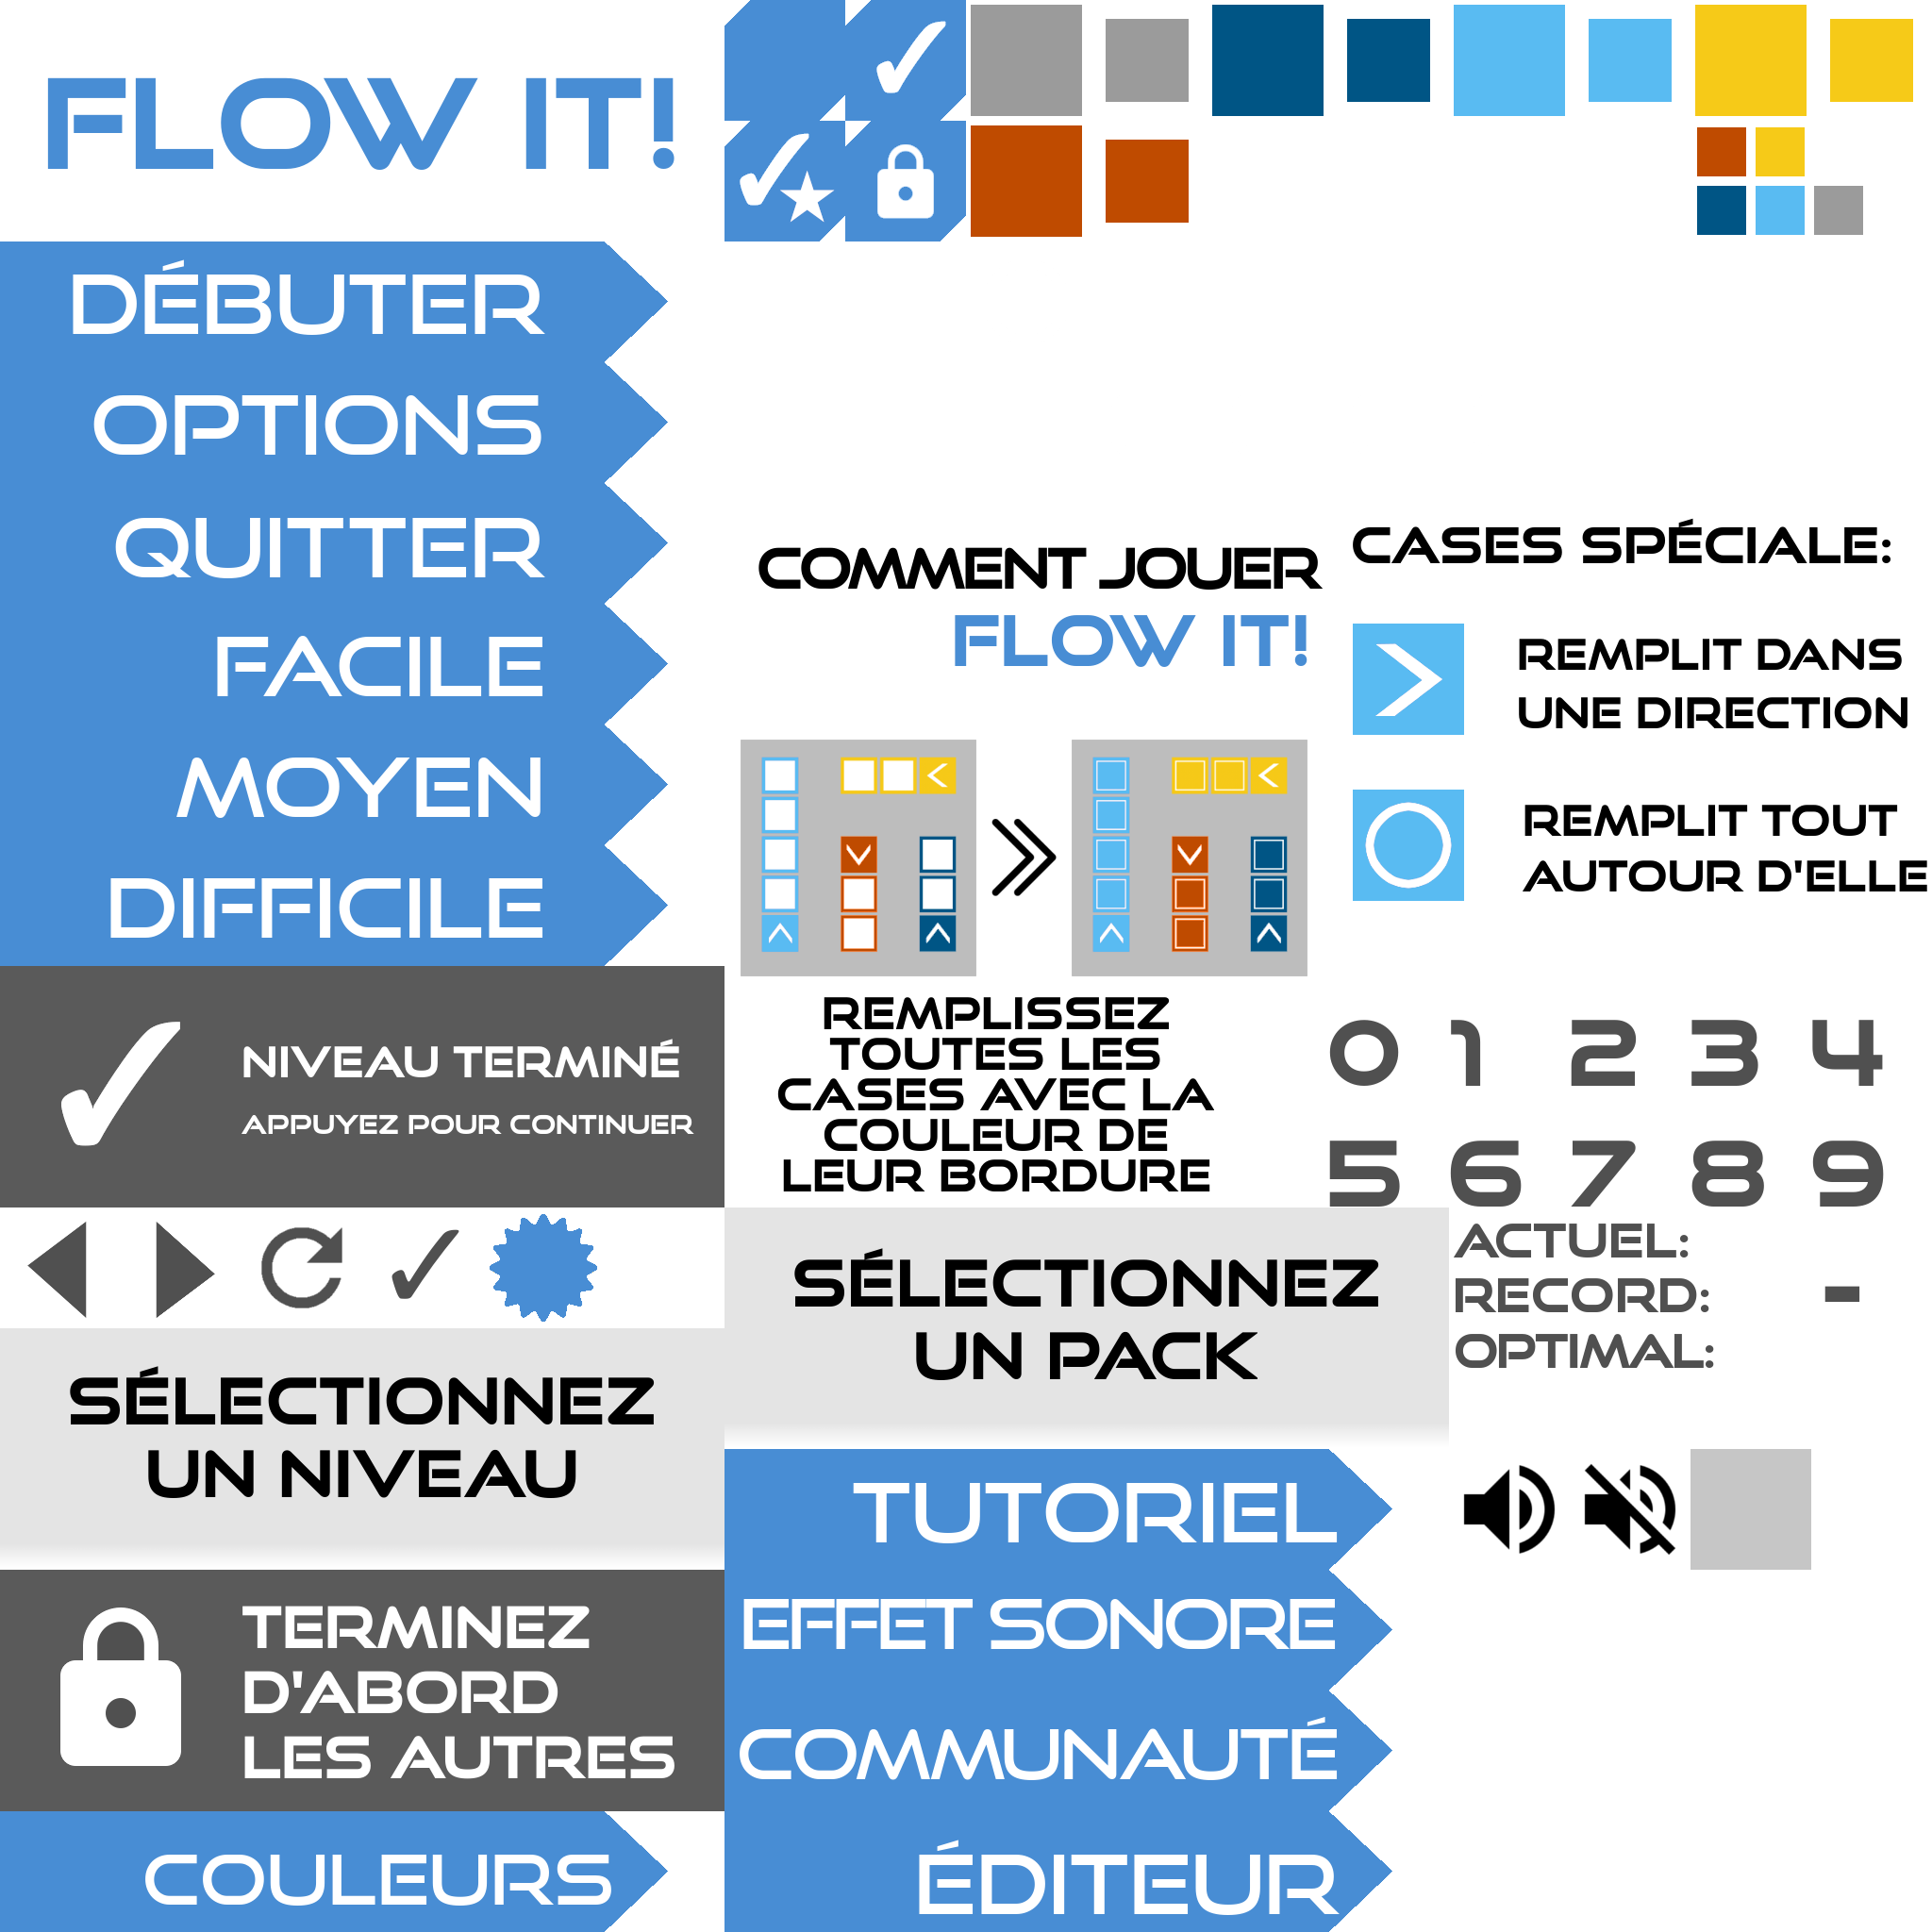 FLOW IT!
DÉBUTER
OPTIONS
QUITTER
FACILE
MOYEN
DIFFICILE
NIVEAU TERMINÉ
APPUYEZ POUR CONTINUER
SÉLECTIONNEZ
UN NIVEAU
TERMINEZ
D'ABORD
LES AUTRES
COULEURS
COMMENT JOUER
FLOW IT!
REMPLISSEZ
TOUTES LES
CASES AVEC LA
COULEUR DE
LEUR BORDURE
SÉLECTIONNEZ
UN PACK
TUTORIEL
EFFET SONORE
COMMUNAUTÉ
ÉDITEUR
CASES SPÉCIALE:
REMPLIT DANS
UNE DIRECTION
REMPLIT TOUT
AUTOUR D'ELLE
0 1 2 3 4
5 6 7 8 9
ACTUEL:
RECORD: -
OPTIMAL: